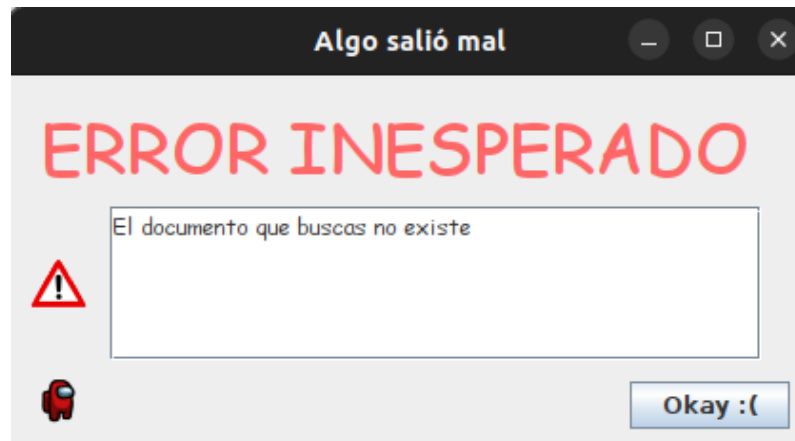 Algo salió mal
ERROR INESPERADO
El documento que buscas no existe
Okay :(